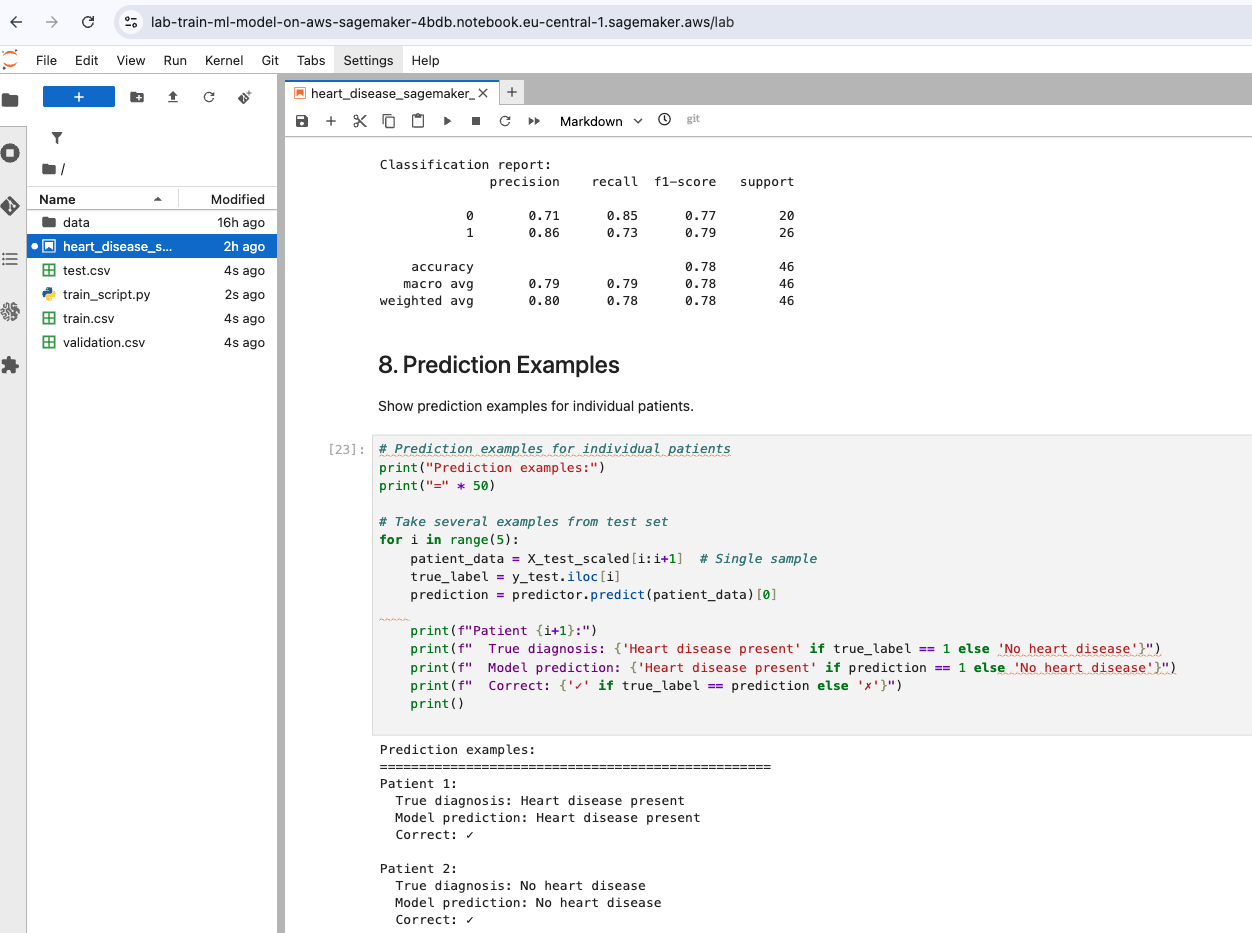 lab-train-ml-model-on-aws-sagemaker-4bdb.notebook.eu-central-1.sagemaker.aws/lab
File Edit View Run Kernel Git Tabs Settings Help
heart_disease_sagemaker_
Markdown git
/
Name Modified
data 16h ago
heart_disease_s... 2h ago
test.csv 4s ago
train_script.py 2s ago
train.csv 4s ago
validation.csv 4s ago
Classification report:
precision recall f1-score support
0 0.71 0.85 0.77 20
1 0.86 0.73 0.79 26
accuracy 0.78 46
macro avg 0.79 0.79 0.78 46
weighted avg 0.80 0.78 0.78 46
8. Prediction Examples
Show prediction examples for individual patients.
[23]:
# Prediction examples for individual patients
print("Prediction examples:")
print("=" * 50)
# Take several examples from test set
for i in range(5):
    patient_data = X_test_scaled[i:i+1]  # Single sample
    true_label = y_test.iloc[i]
    prediction = predictor.predict(patient_data)[0]
    print(f"Patient {i+1}:")
    print(f"  True diagnosis: {'Heart disease present' if true_label == 1 else 'No heart disease'}")
    print(f"  Model prediction: {'Heart disease present' if prediction == 1 else 'No heart disease'}")
    print(f"  Correct: {'✓' if true_label == prediction else '✗'}")
    print()
Prediction examples:
==================================================
Patient 1:
  True diagnosis: Heart disease present
  Model prediction: Heart disease present
  Correct: ✓
Patient 2:
  True diagnosis: No heart disease
  Model prediction: No heart disease
  Correct: ✓